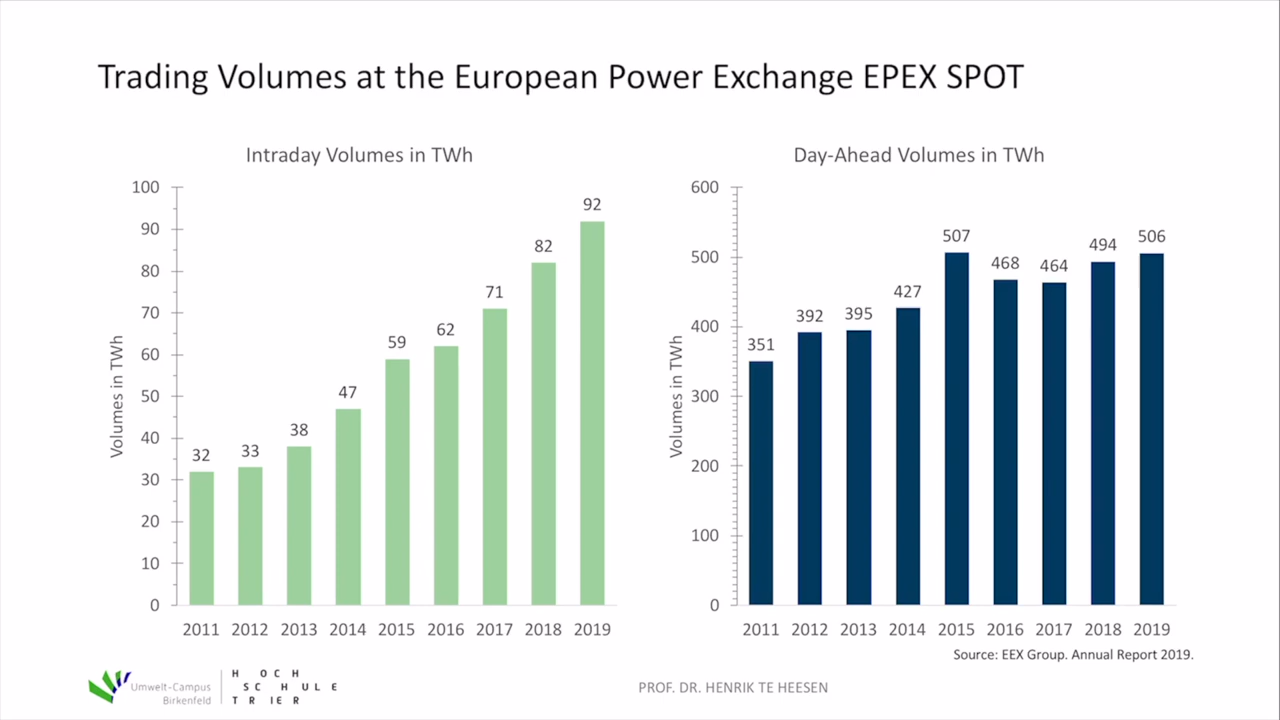 Trading Volumes at the European Power Exchange EPEX SPOT
Intraday Volumes in TWh
Volumes in TWh
100
90
80
70
60
50
40
30
20
10
0
32
33
38
47
59
62
71
82
92
2011 2012 2013 2014 2015 2016 2017 2018 2019
Day-Ahead Volumes in TWh
Volumes in TWh
600
500
400
300
200
100
0
351
392
395
427
507
468
464
494
506
2011 2012 2013 2014 2015 2016 2017 2018 2019
Source: EEX Group. Annual Report 2019.
Umwelt-Campus
Birkenfeld
HOCH
SCHULE
TRIER
PROF. DR. HENRIK TE HEESEN